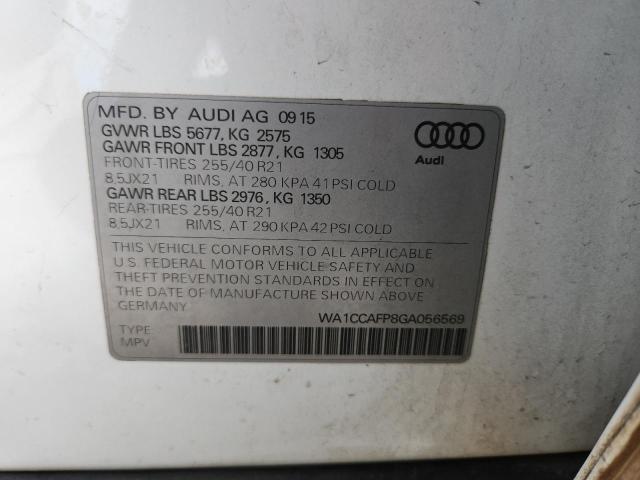 MFD. BY AUDI AG 09 15
GVWR LBS 5677, KG 2575
GAWR FRONT LBS 2877, KG 1305
FRONT-TIRES 255/40 R21
8,5JX21 RIMS, AT 280 KPA 41 PSI COLD
GAWR REAR LBS 2976, KG 1350
REAR-TIRES 255/40 R21
8,5JX21 RIMS, AT 290 KPA 42 PSI COLD
Audi
THIS VEHICLE CONFORMS TO ALL APPLICABLE
U.S. FEDERAL MOTOR VEHICLE SAFETY AND
THEFT PREVENTION STANDARDS IN EFFECT ON
THE DATE OF MANUFACTURE SHOWN ABOVE.
GERMANY
WA1CCAFP8GA056569
TYPE:
MPV